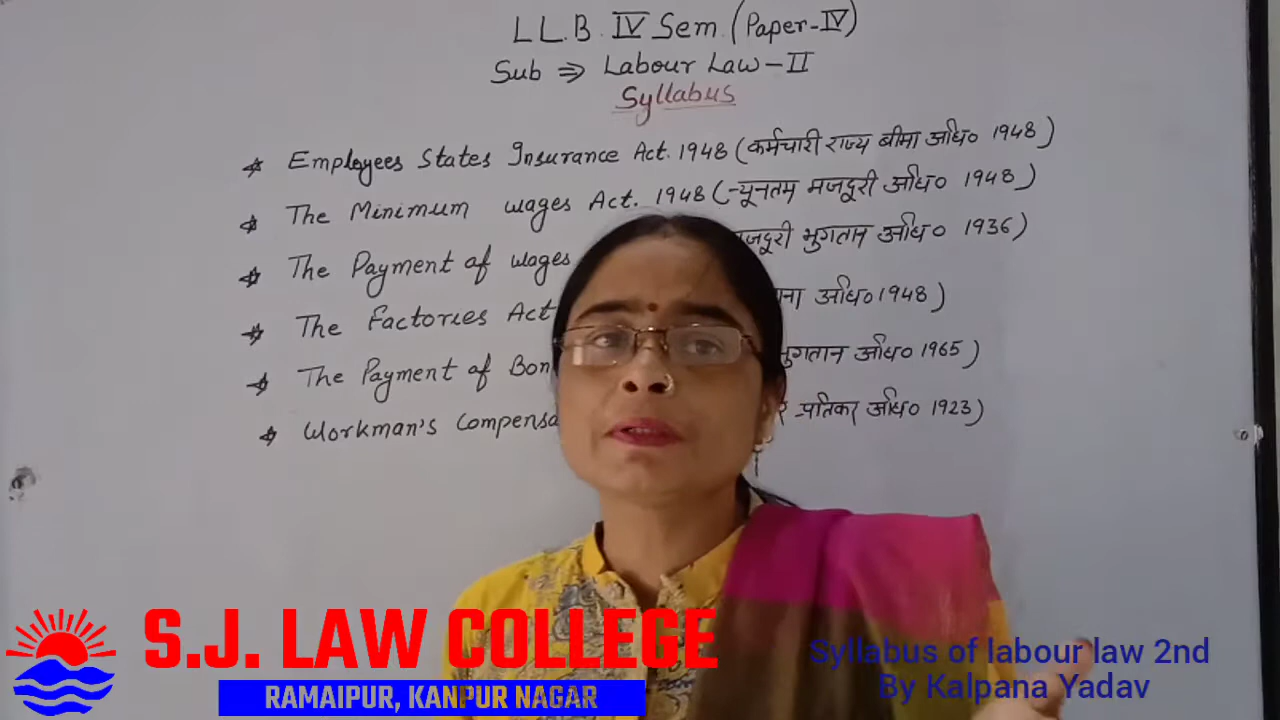 LL.B. IV Sem. (Paper-IV)
Sub ⇒ Labour Law-II
Syllabus
Employees States Insurance Act. 1948 (कर्मचारी राज्य बीमा अधि० 1948)
The Minimum wages Act. 1948 (न्यूनतम मजदूरी अधि० 1948)
The Payment of wages मजदूरी भुगतान अधि० 1936)
The Factories Act अधि० 1948)
The Payment of Bon भुगतान अधि० 1965)
Workman's Compensa प्रतिकर अधि० 1923)
S.J. LAW COLLEGE
RAMAIPUR, KANPUR NAGAR
Syllabus of labour law 2nd
By Kalpana Yadav